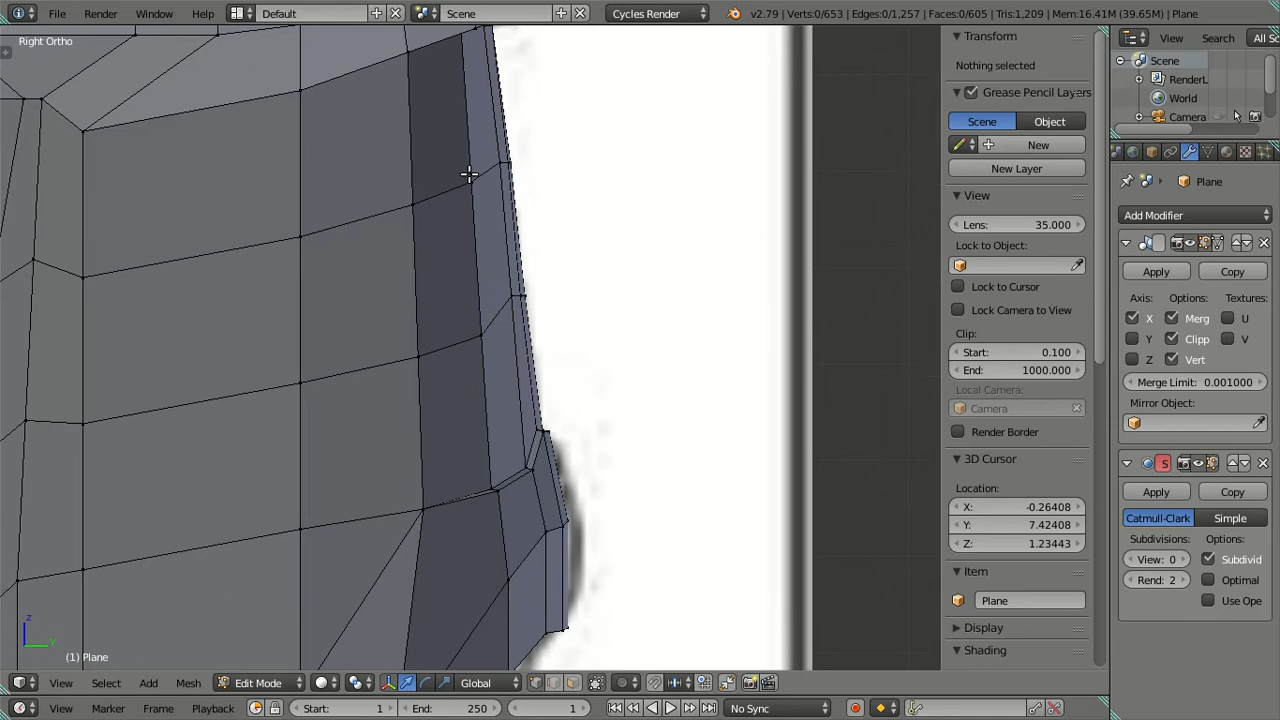 File Render Window Help Default Scene Cycles Render v2.79 | Verts:0/653 | Edges:0/1,257 | Faces:0/605 | Tris:1,209 | Mem:16.41M (39.65M) | Plane
Right Ortho
Transform
Nothing selected
Grease Pencil Layers
Scene Object
New
New Layer
View
Lens: 35.000
Lock to Object:
Lock to Cursor
Lock Camera to View
Clip:
Start: 0.100
End: 1000.000
Local Camera:
Camera
Render Border
3D Cursor
Location:
X: -0.26408
Y: 7.42408
Z: 1.23443
Item
Plane
Display
Shading
View Search All Sc
Scene
RenderL
World
Camera
Plane
Add Modifier
Apply Copy
Axis: Options: Textures:
X Merg U
Y Clipp V
Z Vert
Merge Limit: 0.001000
Mirror Object:
S
Apply Copy
Catmull-Clark Simple
Subdivisions: Options:
View: 0 Subdivid
Rend: 2 Optimal
Use Ope
z
y
(1) Plane
View Select Add Mesh Edit Mode Global
View Marker Frame Playback Start: 1 End: 250 1 No Sync